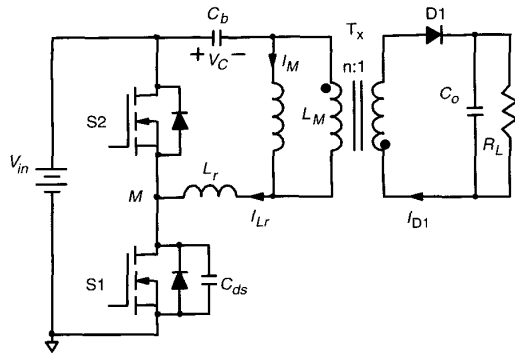 C_b
+ V_C −
T_x
n:1
D1
I_M
L_M
C_o
R_L
S2
V_in
M
L_r
I_Lr
I_D1
S1
C_ds